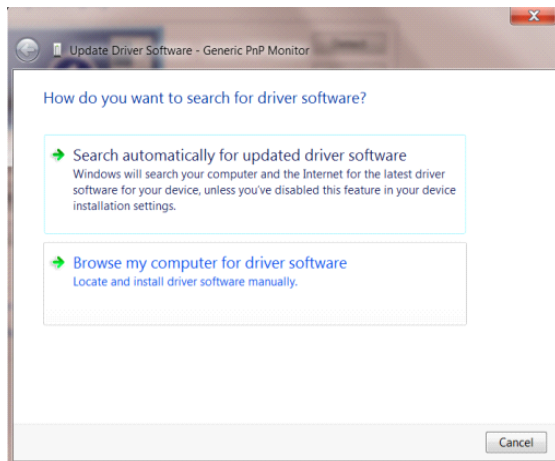 Update Driver Software - Generic PnP Monitor
How do you want to search for driver software?
Search automatically for updated driver software
Windows will search your computer and the Internet for the latest driver
software for your device, unless you've disabled this feature in your device
installation settings.
Browse my computer for driver software
Locate and install driver software manually.
Cancel